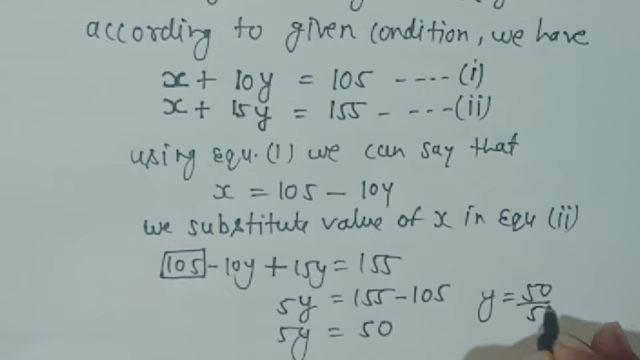 according to given condition, we have
x + 10y = 105 ---- (i)
x + 15y = 155 - --- (ii)
using Equ. (1) we can say that
x = 105 - 10y
we substitute value of x in Equ (ii)
105 - 10y + 15y = 155
5y = 155 - 105
y = 50/5
5y = 50